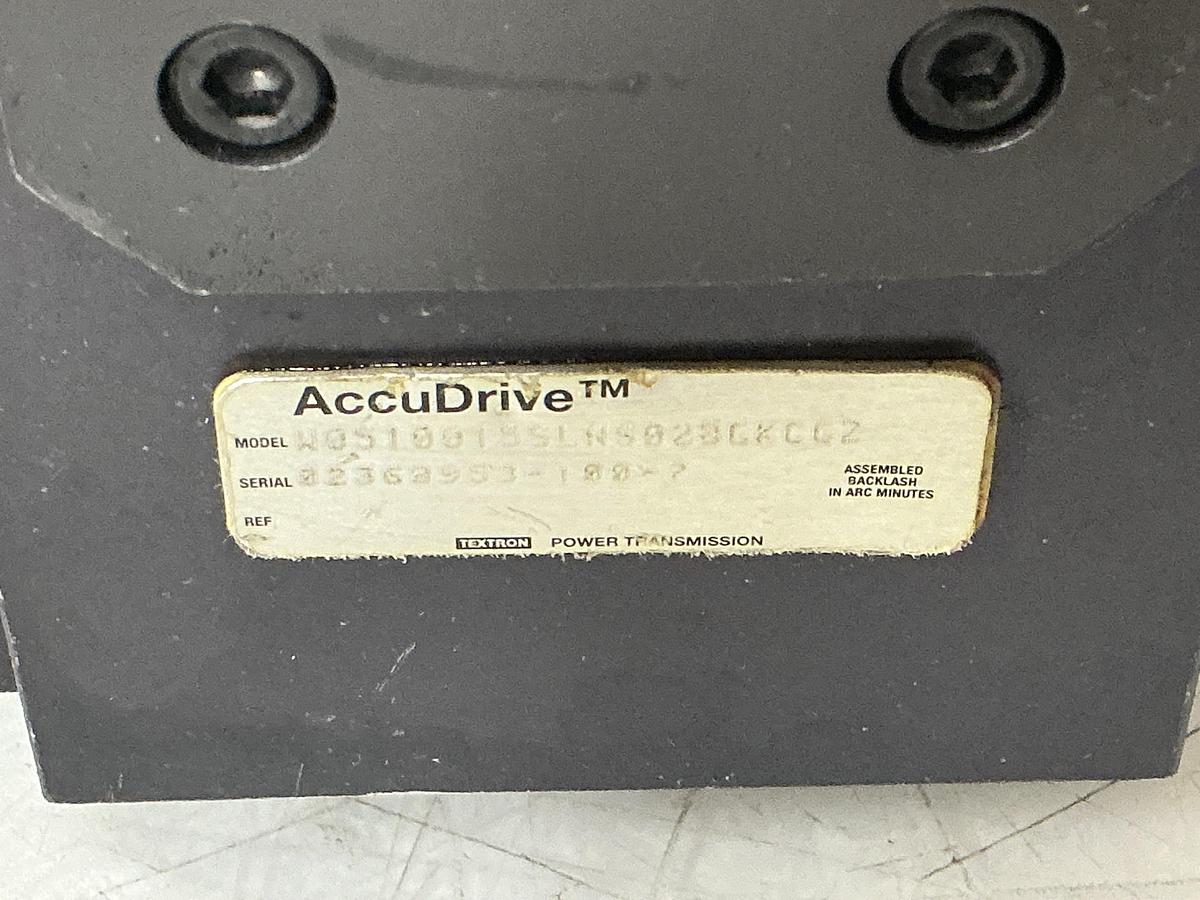 AccuDrive™
MODEL
SERIAL
ASSEMBLED
BACKLASH
IN ARC MINUTES
REF
TEXTRON POWER TRANSMISSION